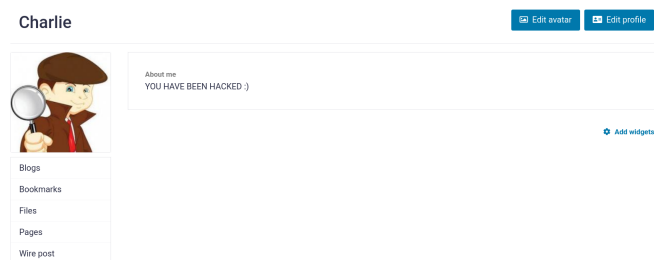 Charlie
Edit avatar
Edit profile
About me
YOU HAVE BEEN HACKED :)
Add widgets
Blogs
Bookmarks
Files
Pages
Wire post